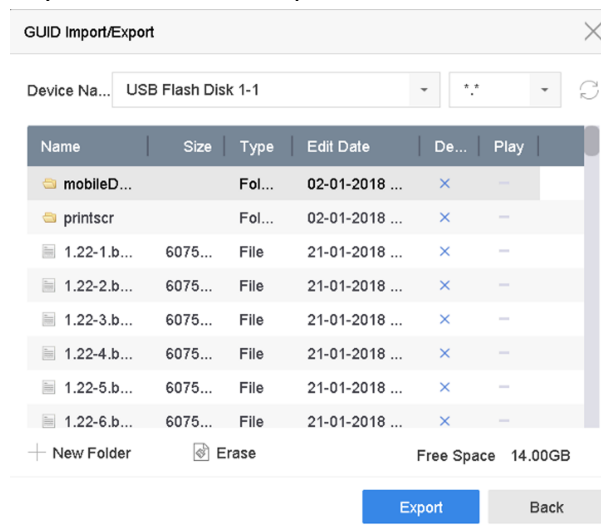 GUID Import/Export
Device Na... USB Flash Disk 1-1 *.*
Name Size Type Edit Date De... Play
mobileD... Fol... 02-01-2018 ...
printscr Fol... 02-01-2018 ...
1.22-1.b... 6075... File 21-01-2018 ...
1.22-2.b... 6075... File 21-01-2018 ...
1.22-3.b... 6075... File 21-01-2018 ...
1.22-4.b... 6075... File 21-01-2018 ...
1.22-5.b... 6075... File 21-01-2018 ...
1.22-6.b... 6075... File 21-01-2018 ...
New Folder Erase Free Space 14.00GB
Export Back